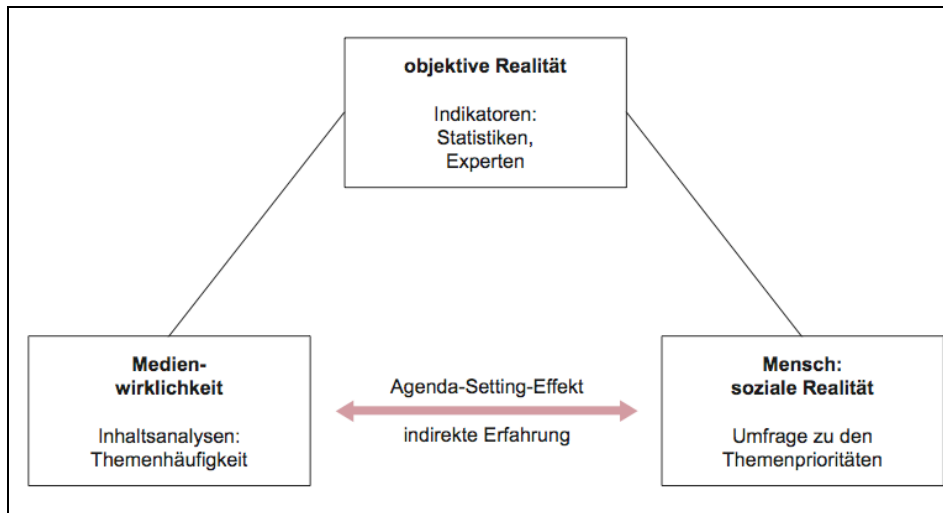 objektive Realität
Indikatoren:
Statistiken,
Experten
Medien-
wirklichkeit
Inhaltsanalysen:
Themenhäufigkeit
Agenda-Setting-Effekt
indirekte Erfahrung
Mensch:
soziale Realität
Umfrage zu den
Themenprioritäten